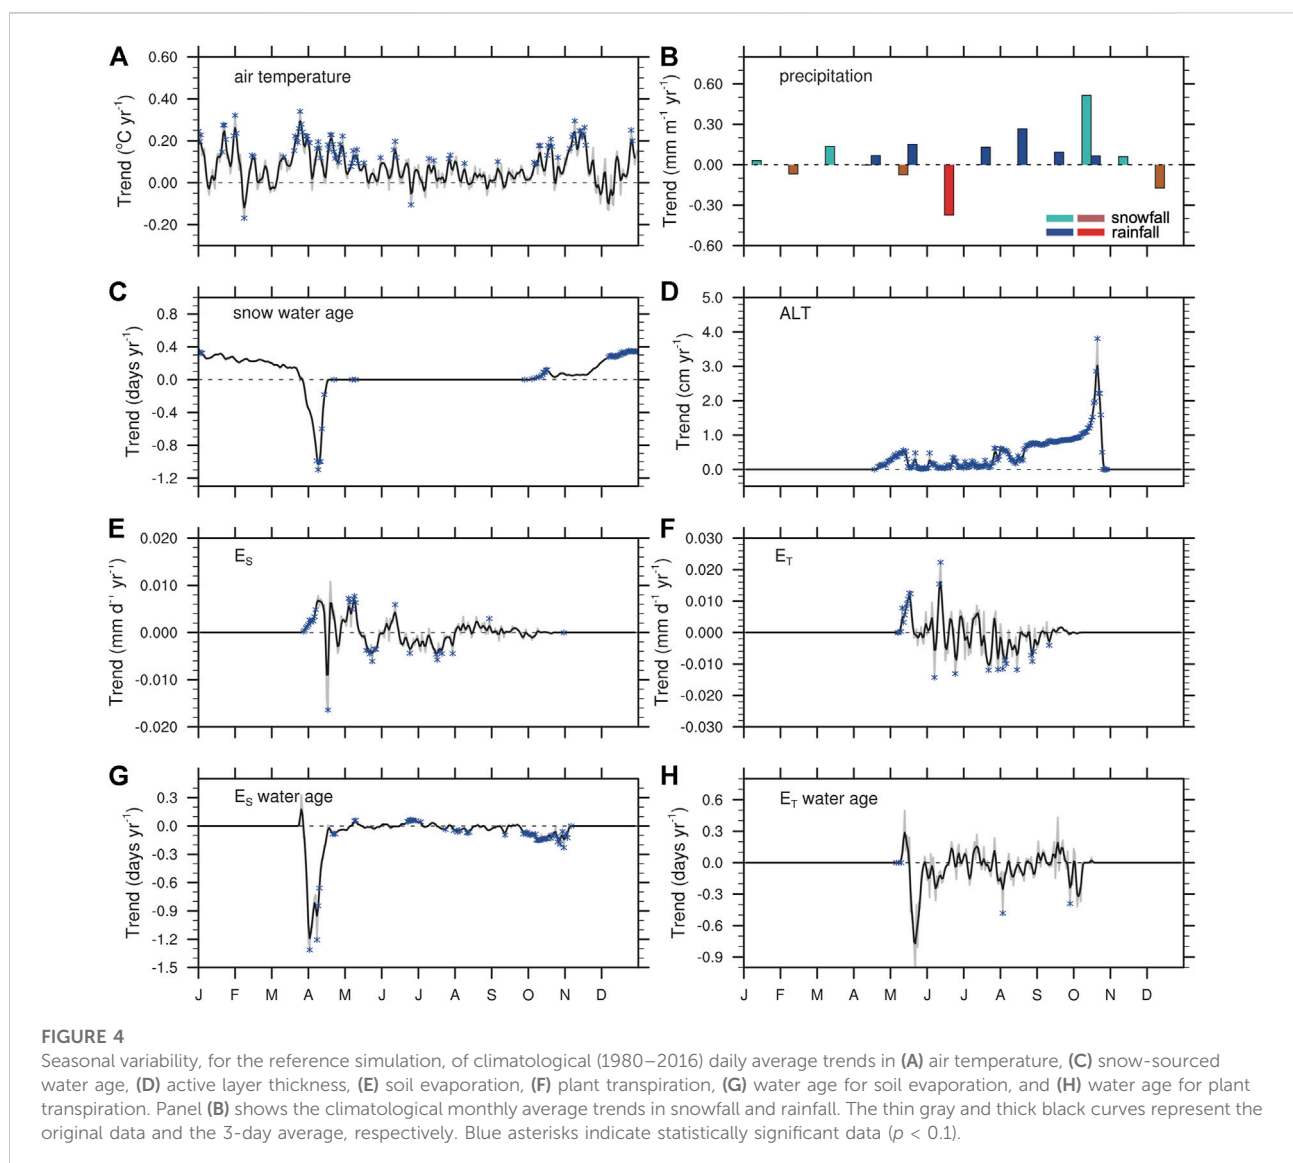 A
air temperature
Trend (°C yr-1)
0.60
0.40
0.20
0.00
-0.20
B
precipitation
Trend (mm m-1 yr-1)
0.60
0.30
0.00
-0.30
-0.60
snowfall
rainfall
C
snow water age
Trend (days yr-1)
0.8
0.4
0.0
-0.4
-0.8
-1.2
D
ALT
Trend (cm yr-1)
5.0
4.0
3.0
2.0
1.0
0.0
E
ES
Trend (mm d-1 yr-1)
0.020
0.010
0.000
-0.010
-0.020
F
ET
Trend (mm d-1 yr-1)
0.030
0.020
0.010
0.000
-0.010
-0.020
-0.030
G
ES water age
Trend (days yr-1)
0.3
0.0
-0.3
-0.6
-0.9
-1.2
-1.5
J F M A M J J A S O N D
H
ET water age
Trend (days yr-1)
0.6
0.3
0.0
-0.3
-0.6
-0.9
J F M A M J J A S O N D
FIGURE 4
Seasonal variability, for the reference simulation, of climatological (1980–2016) daily average trends in (A) air temperature, (C) snow-sourced
water age, (D) active layer thickness, (E) soil evaporation, (F) plant transpiration, (G) water age for soil evaporation, and (H) water age for plant
transpiration. Panel (B) shows the climatological monthly average trends in snowfall and rainfall. The thin gray and thick black curves represent the
original data and the 3-day average, respectively. Blue asterisks indicate statistically significant data (p < 0.1).